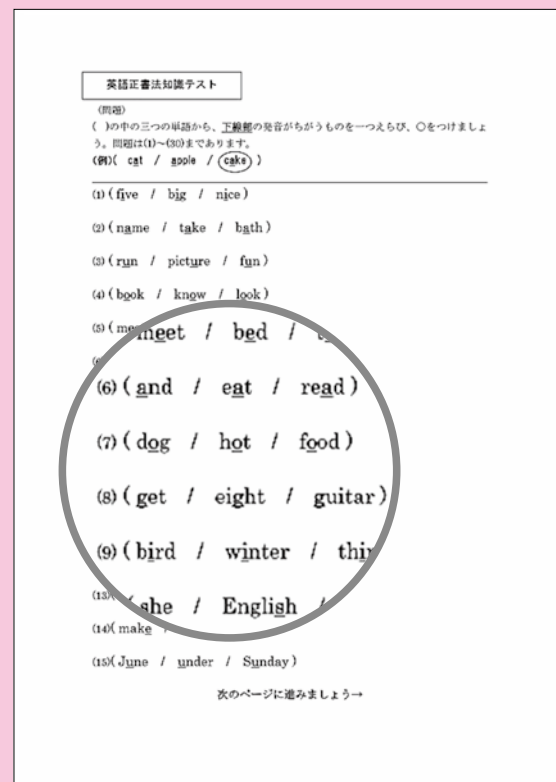 英語正書法知識テスト
(問題)
( )の中の三つの単語から、下線部の発音がちがうものを一つえらび、○をつけましょ
う。問題は(1)~(30)まであります。
(例)( cat / apple / cake )
(1) ( five / big / nice )
(2) ( name / take / bath )
(3) ( run / picture / fun )
(4) ( book / know / look )
(5) ( meet / bed /
(6) ( and / eat / read )
(7) ( dog / hot / food )
(8) ( get / eight / guitar )
(9) ( bird / winter /
(13) ( she / English /
(14)( make /
(15)( June / under / Sunday )
次のページに進みましょう→